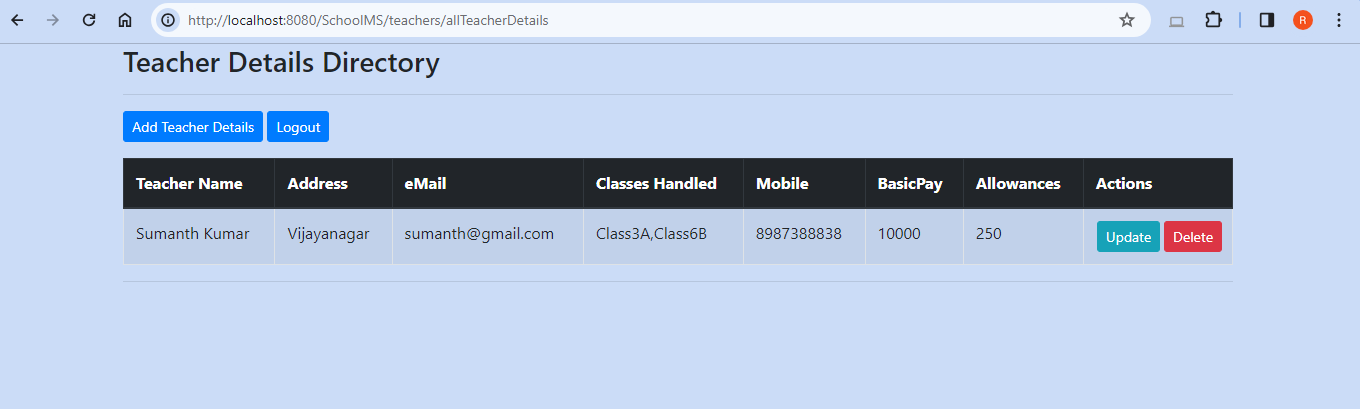 http://localhost:8080/SchoolMS/teachers/allTeacherDetails
R
Teacher Details Directory
Add Teacher Details Logout
Teacher Name Address eMail Classes Handled Mobile BasicPay Allowances Actions
Sumanth Kumar Vijayanagar sumanth@gmail.com Class3A,Class6B 8987388838 10000 250 Update Delete